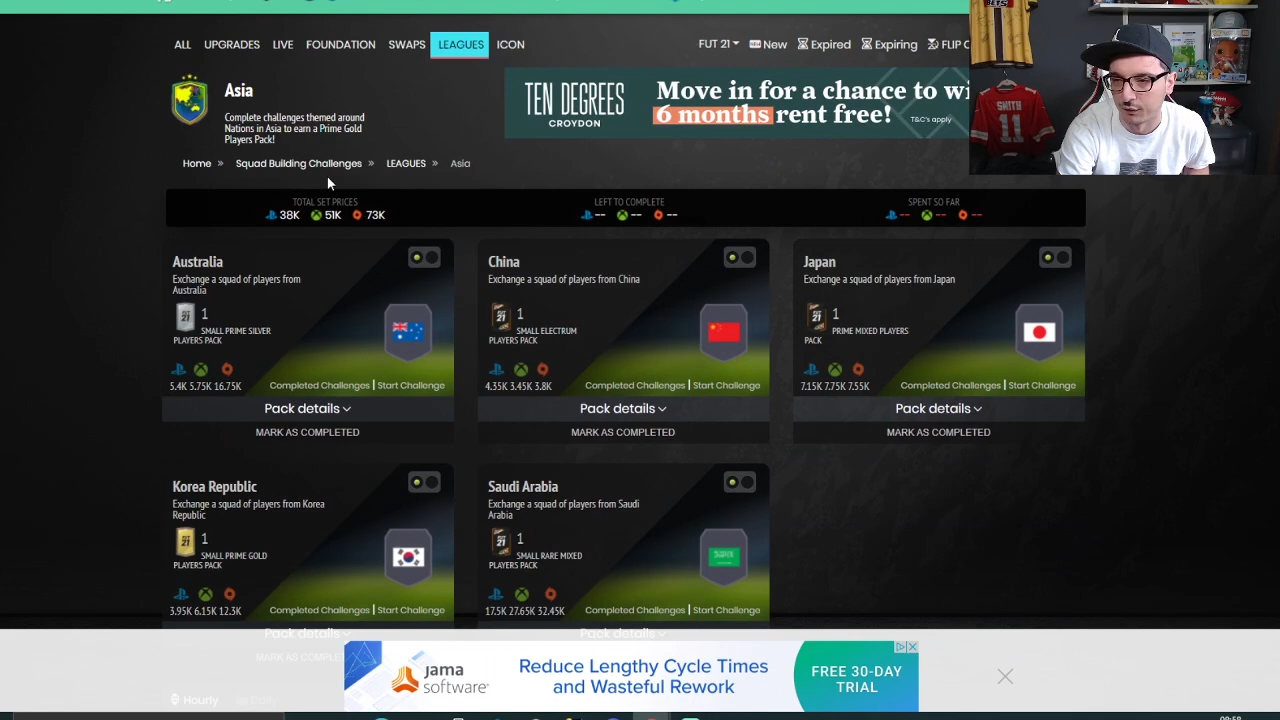 ALL UPGRADES LIVE FOUNDATION SWAPS LEAGUES ICON FUT 21 New Expired Expiring FLIP
Asia
Complete challenges themed around
Nations in Asia to earn a Prime Gold
Players Pack!
TEN DEGREES
CROYDON
Move in for a chance to wi
6 months rent free!
T&C's apply
Home » Squad Building Challenges » LEAGUES » Asia
TOTAL SET PRICES
38K 51K 73K
LEFT TO COMPLETE
-- -- --
SPENT SO FAR
-- -- --
SMITH
11
Australia
Exchange a squad of players from
Australia
1
SMALL PRIME SILVER
PLAYERS PACK
5.4K 5.75K 16.75K
Completed Challenges | Start Challenge
Pack details
MARK AS COMPLETED
China
Exchange a squad of players from China
1
SMALL ELECTRUM
PLAYERS PACK
4.35K 3.45K 3.8K
Completed Challenges | Start Challenge
Pack details
MARK AS COMPLETED
Japan
Exchange a squad of players from Japan
1
PRIME MIXED PLAYERS
PACK
7.15K 7.75K 7.55K
Completed Challenges | Start Challenge
Pack details
MARK AS COMPLETED
Korea Republic
Exchange a squad of players from Korea
Republic
1
SMALL PRIME GOLD
PLAYERS PACK
3.95K 6.15K 12.3K
Completed Challenges | Start Challenge
Pack details
MARK AS COMPLE
Saudi Arabia
Exchange a squad of players from Saudi
Arabia
1
SMALL RARE MIXED
PLAYERS PACK
17.5K 27.65K 32.45K
Completed Challenges | Start Challenge
Pack details
Hourly
jama
software
Reduce Lengthy Cycle Times
and Wasteful Rework
FREE 30-DAY
TRIAL